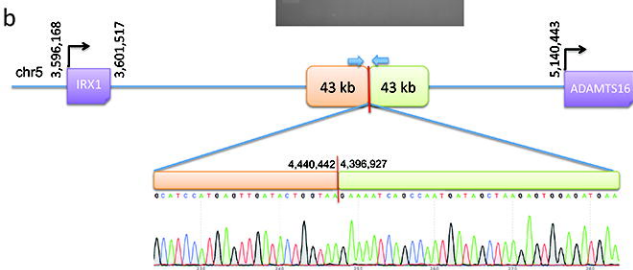 b
3,596,168
3,601,517
5,140,443
chr5
IRX1
43 kb
43 kb
ADAMTS16
4,440,442
4,396,927
GCATCCATGAGTTGATACTGGTAAGAAAATCAGCCAATGATAGCTAAGAGTGGAGATGAA